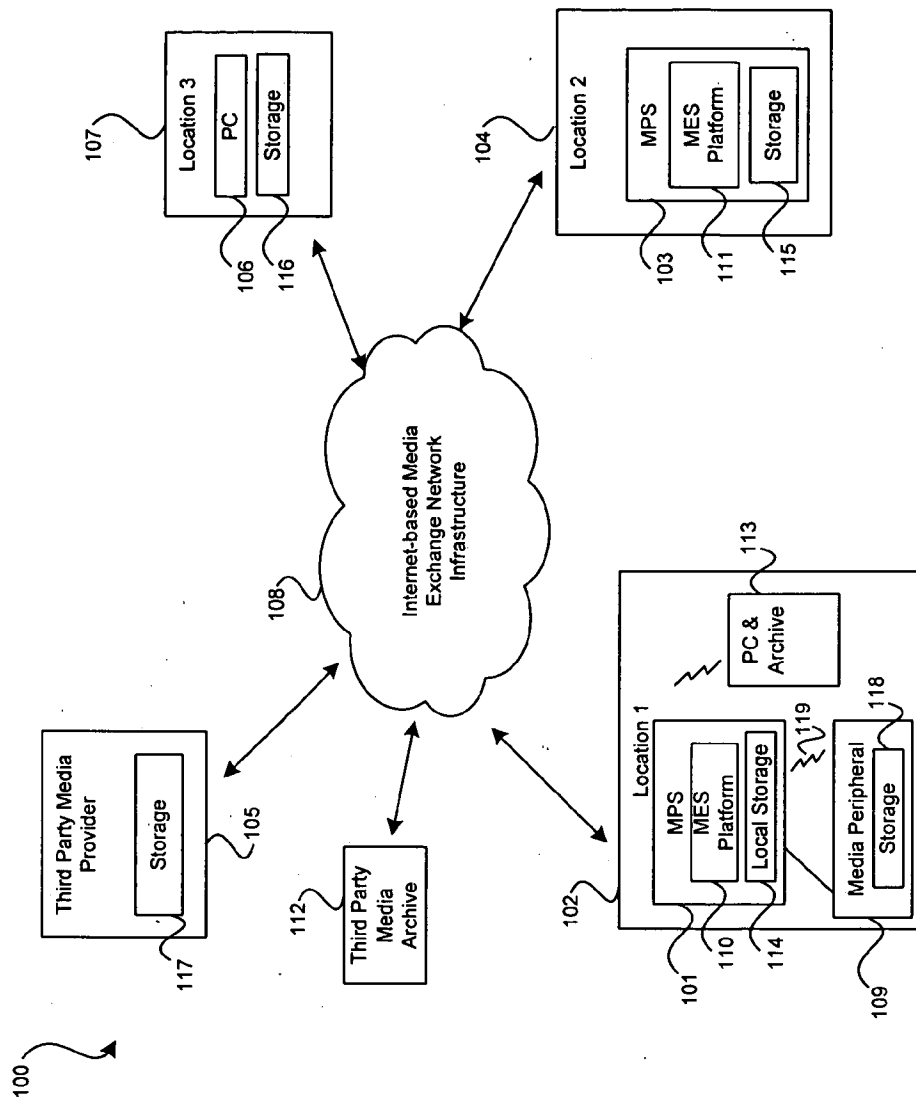 100
Third Party Media
Provider
Storage
117
105
112
Third Party
Media
Archive
108
Internet-based Media
Exchange Network
Infrastructure
107
Location 3
PC
Storage
106
116
104
Location 2
MPS
MES
Platform
Storage
103
111
115
102
Location 1
MPS
MES
Platform
Local Storage
101
110
114
PC &
Archive
113
119
Media Peripheral
Storage
118
109